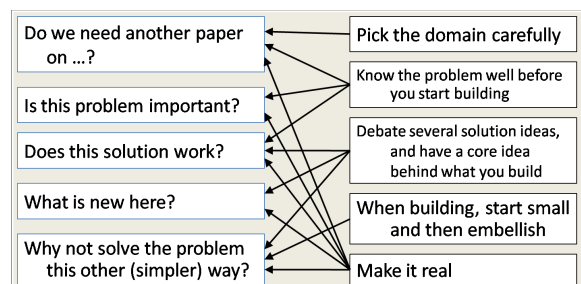 Do we need another paper
on ...?
Is this problem important?
Does this solution work?
What is new here?
Why not solve the problem
this other (simpler) way?
Pick the domain carefully
Know the problem well before
you start building
Debate several solution ideas,
and have a core idea
behind what you build
When building, start small
and then embellish
Make it real